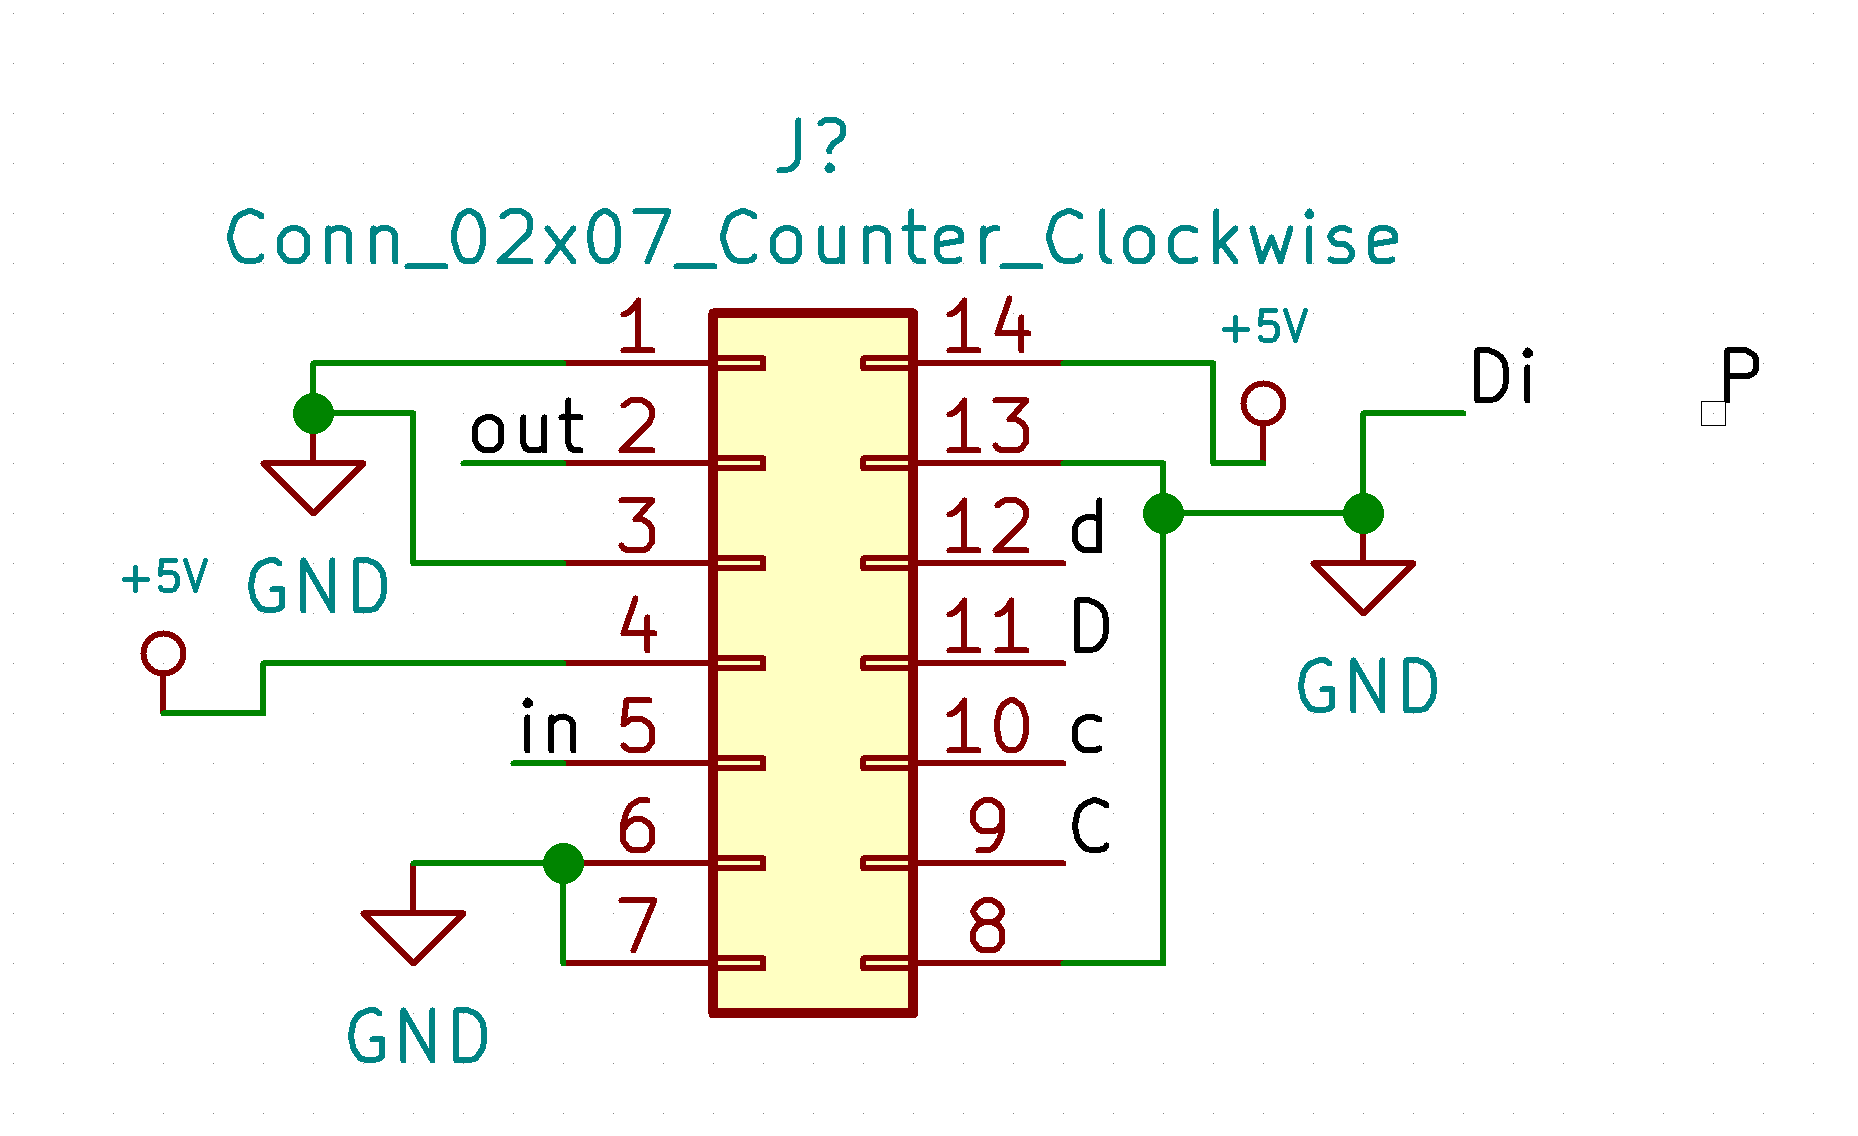 J?
Conn_02x07_Counter_Clockwise
1 14
+5V
Di P
out 2 13
3 12 d
+5V GND
4 11 D
GND
in 5 10 c
6 9 C
7 8
GND